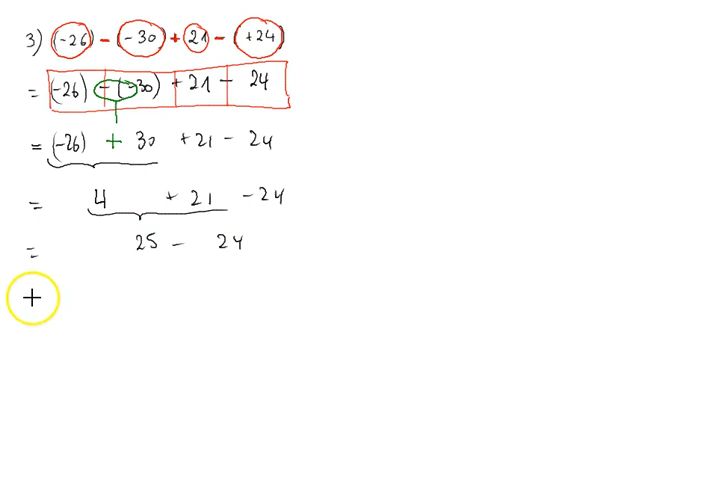 3) (-26) - (-30) + 21 - (+24)
= (-26) - (-30) + 21 - 24
= (-26) + 30 + 21 - 24
= 4 + 21 - 24
= 25 - 24